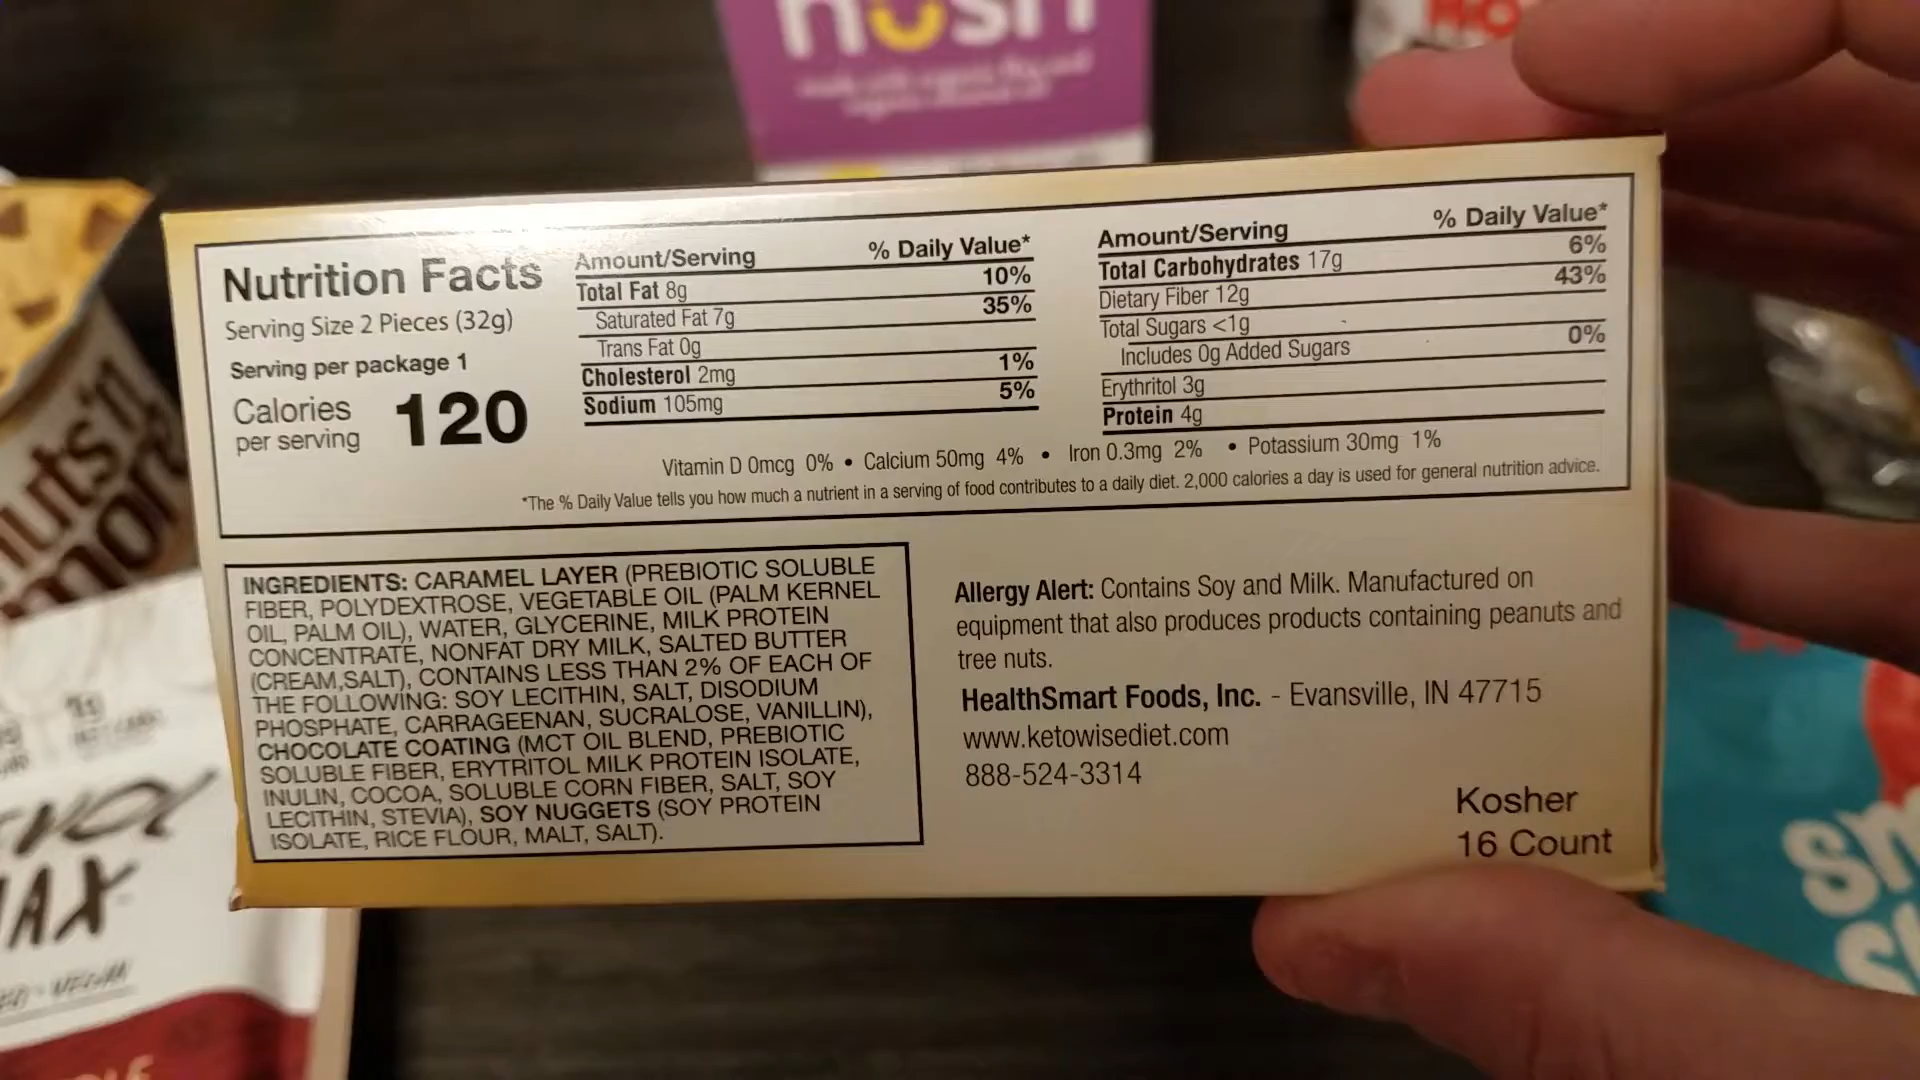 Nutrition Facts
Serving Size 2 Pieces (32g)
Serving per package 1
Calories
per serving 120
Amount/Serving % Daily Value*
Total Fat 8g 10%
Saturated Fat 7g 35%
Trans Fat 0g
Cholesterol 2mg 1%
Sodium 105mg 5%
Amount/Serving % Daily Value*
Total Carbohydrates 17g 6%
Dietary Fiber 12g 43%
Total Sugars <1g
Includes 0g Added Sugars 0%
Erythritol 3g
Protein 4g
Vitamin D 0mcg 0% • Calcium 50mg 4% • Iron 0.3mg 2% • Potassium 30mg 1%
*The % Daily Value tells you how much a nutrient in a serving of food contributes to a daily diet. 2,000 calories a day is used for general nutrition advice.
INGREDIENTS: CARAMEL LAYER (PREBIOTIC SOLUBLE
FIBER, POLYDEXTROSE, VEGETABLE OIL (PALM KERNEL
OIL, PALM OIL), WATER, GLYCERINE, MILK PROTEIN
CONCENTRATE, NONFAT DRY MILK, SALTED BUTTER
(CREAM,SALT), CONTAINS LESS THAN 2% OF EACH OF
THE FOLLOWING: SOY LECITHIN, SALT, DISODIUM
PHOSPHATE, CARRAGEENAN, SUCRALOSE, VANILLIN),
CHOCOLATE COATING (MCT OIL BLEND, PREBIOTIC
SOLUBLE FIBER, ERYTRITOL MILK PROTEIN ISOLATE,
INULIN, COCOA, SOLUBLE CORN FIBER, SALT, SOY
LECITHIN, STEVIA), SOY NUGGETS (SOY PROTEIN
ISOLATE, RICE FLOUR, MALT, SALT).
Allergy Alert: Contains Soy and Milk. Manufactured on
equipment that also produces products containing peanuts and
tree nuts.
HealthSmart Foods, Inc. - Evansville, IN 47715
www.ketowisediet.com
888-524-3314
Kosher
16 Count
nuts 'n
more